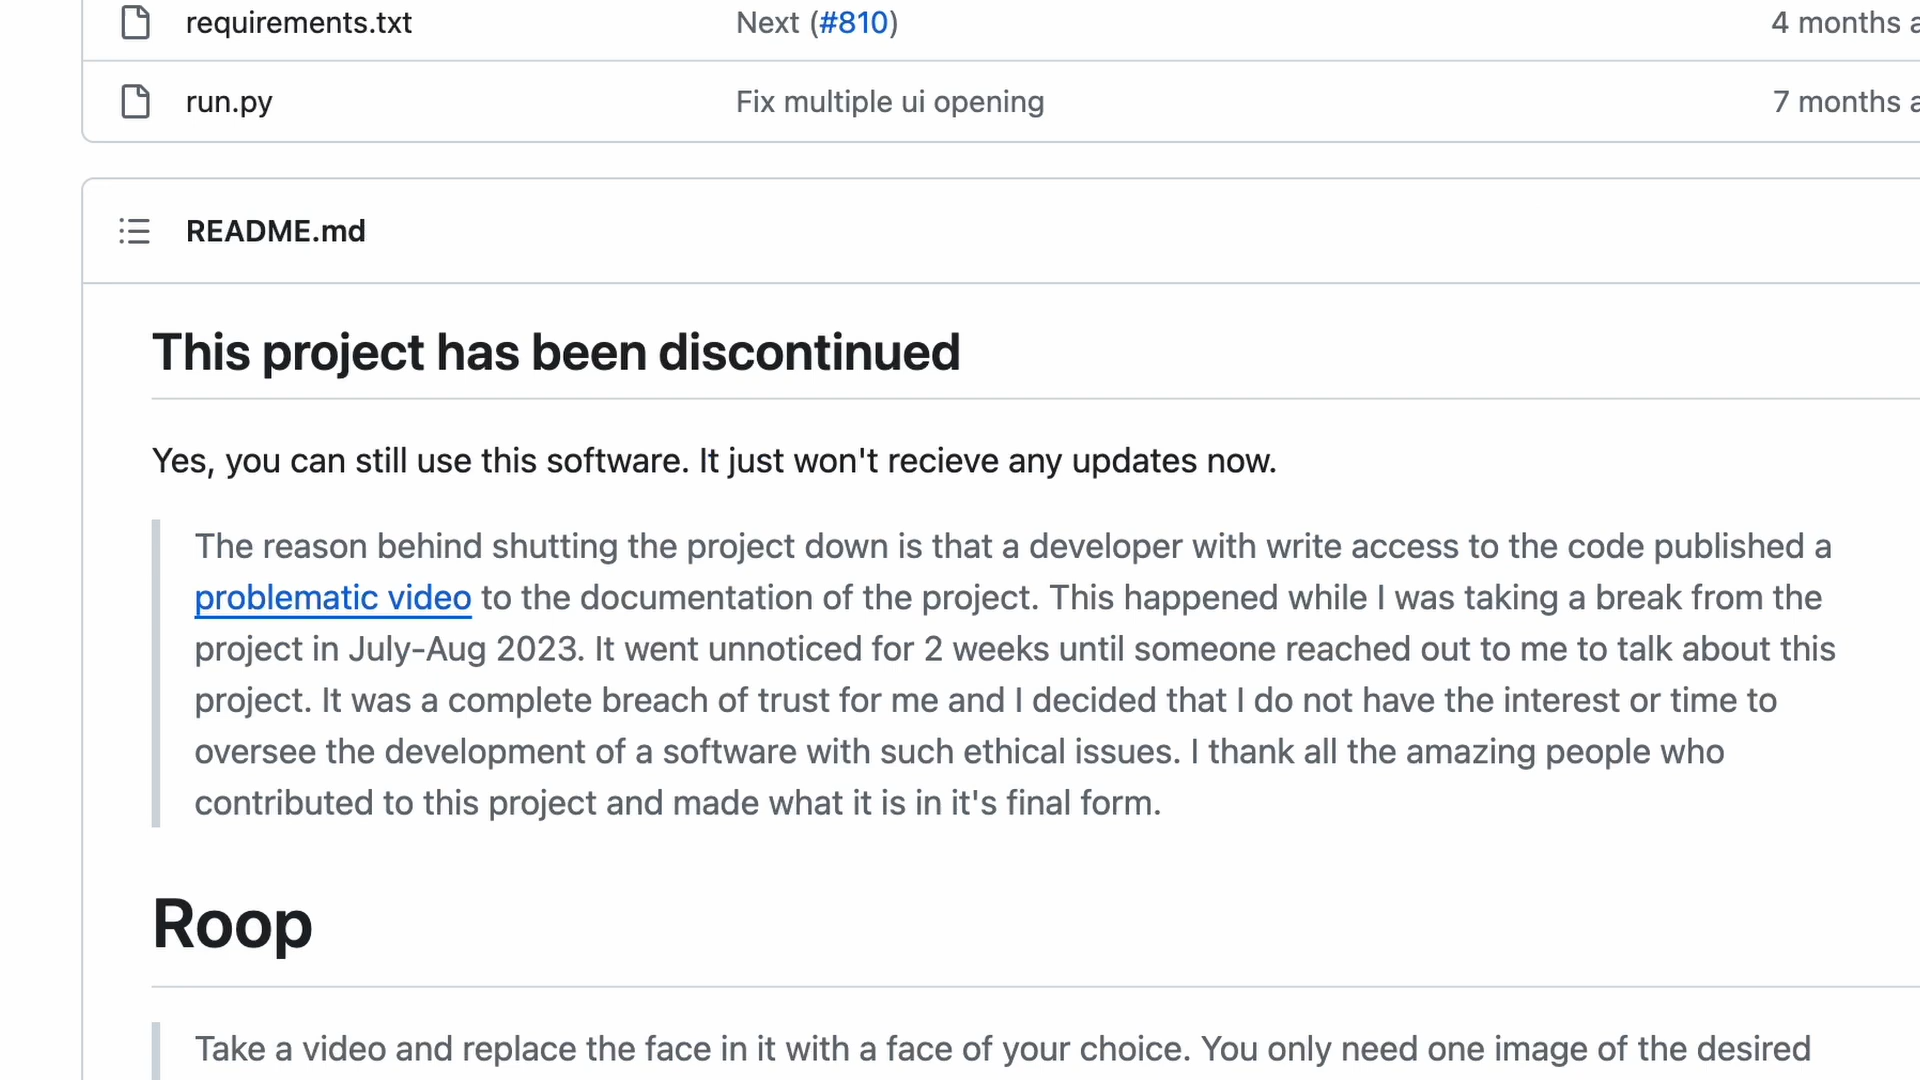 requirements.txt Next (#810) 4 months a
run.py Fix multiple ui opening 7 months a
README.md
This project has been discontinued
Yes, you can still use this software. It just won't recieve any updates now.
The reason behind shutting the project down is that a developer with write access to the code published a
problematic video to the documentation of the project. This happened while I was taking a break from the
project in July-Aug 2023. It went unnoticed for 2 weeks until someone reached out to me to talk about this
project. It was a complete breach of trust for me and I decided that I do not have the interest or time to
oversee the development of a software with such ethical issues. I thank all the amazing people who
contributed to this project and made what it is in it's final form.
Roop
Take a video and replace the face in it with a face of your choice. You only need one image of the desired